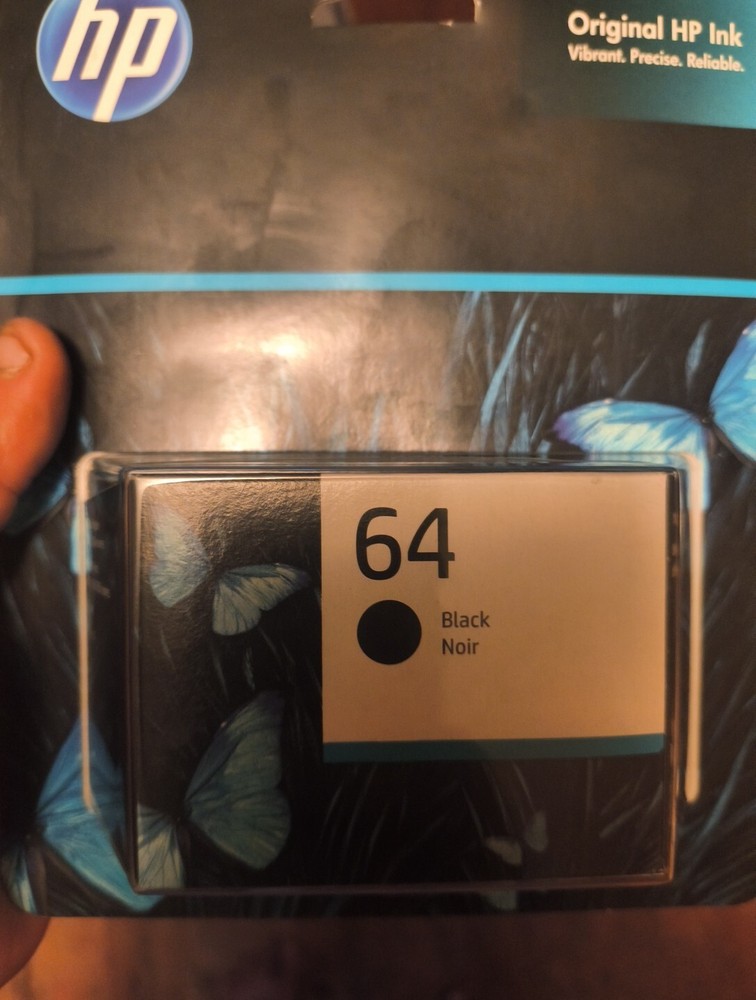 hp
Original HP Ink
Vibrant. Precise. Reliable.
64
Black
Noir